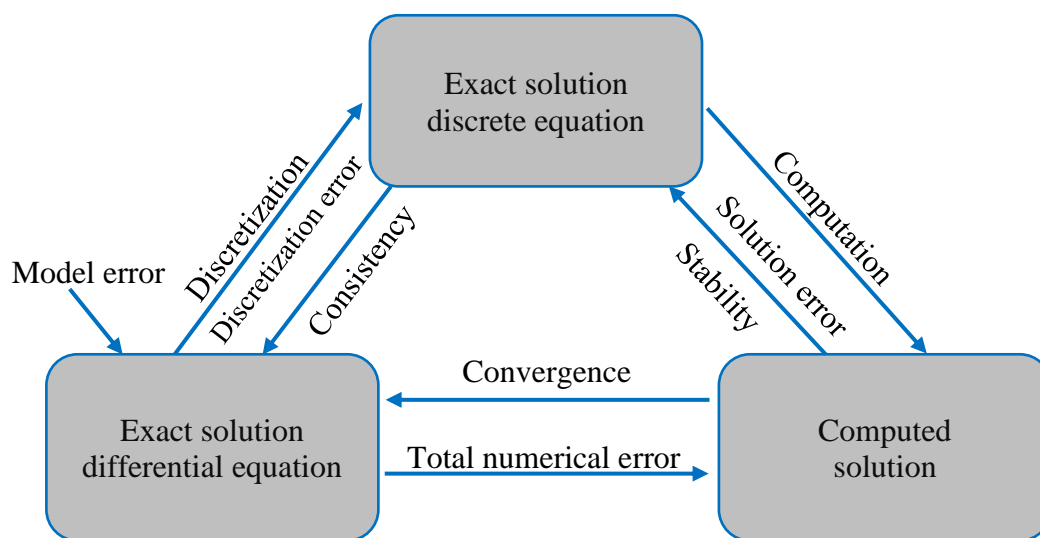 Exact solution
discrete equation
Discretization
Discretization error
Consistency
Computation
Solution error
Stability
Model error
Convergence
Exact solution
differential equation
Total numerical error
Computed
solution